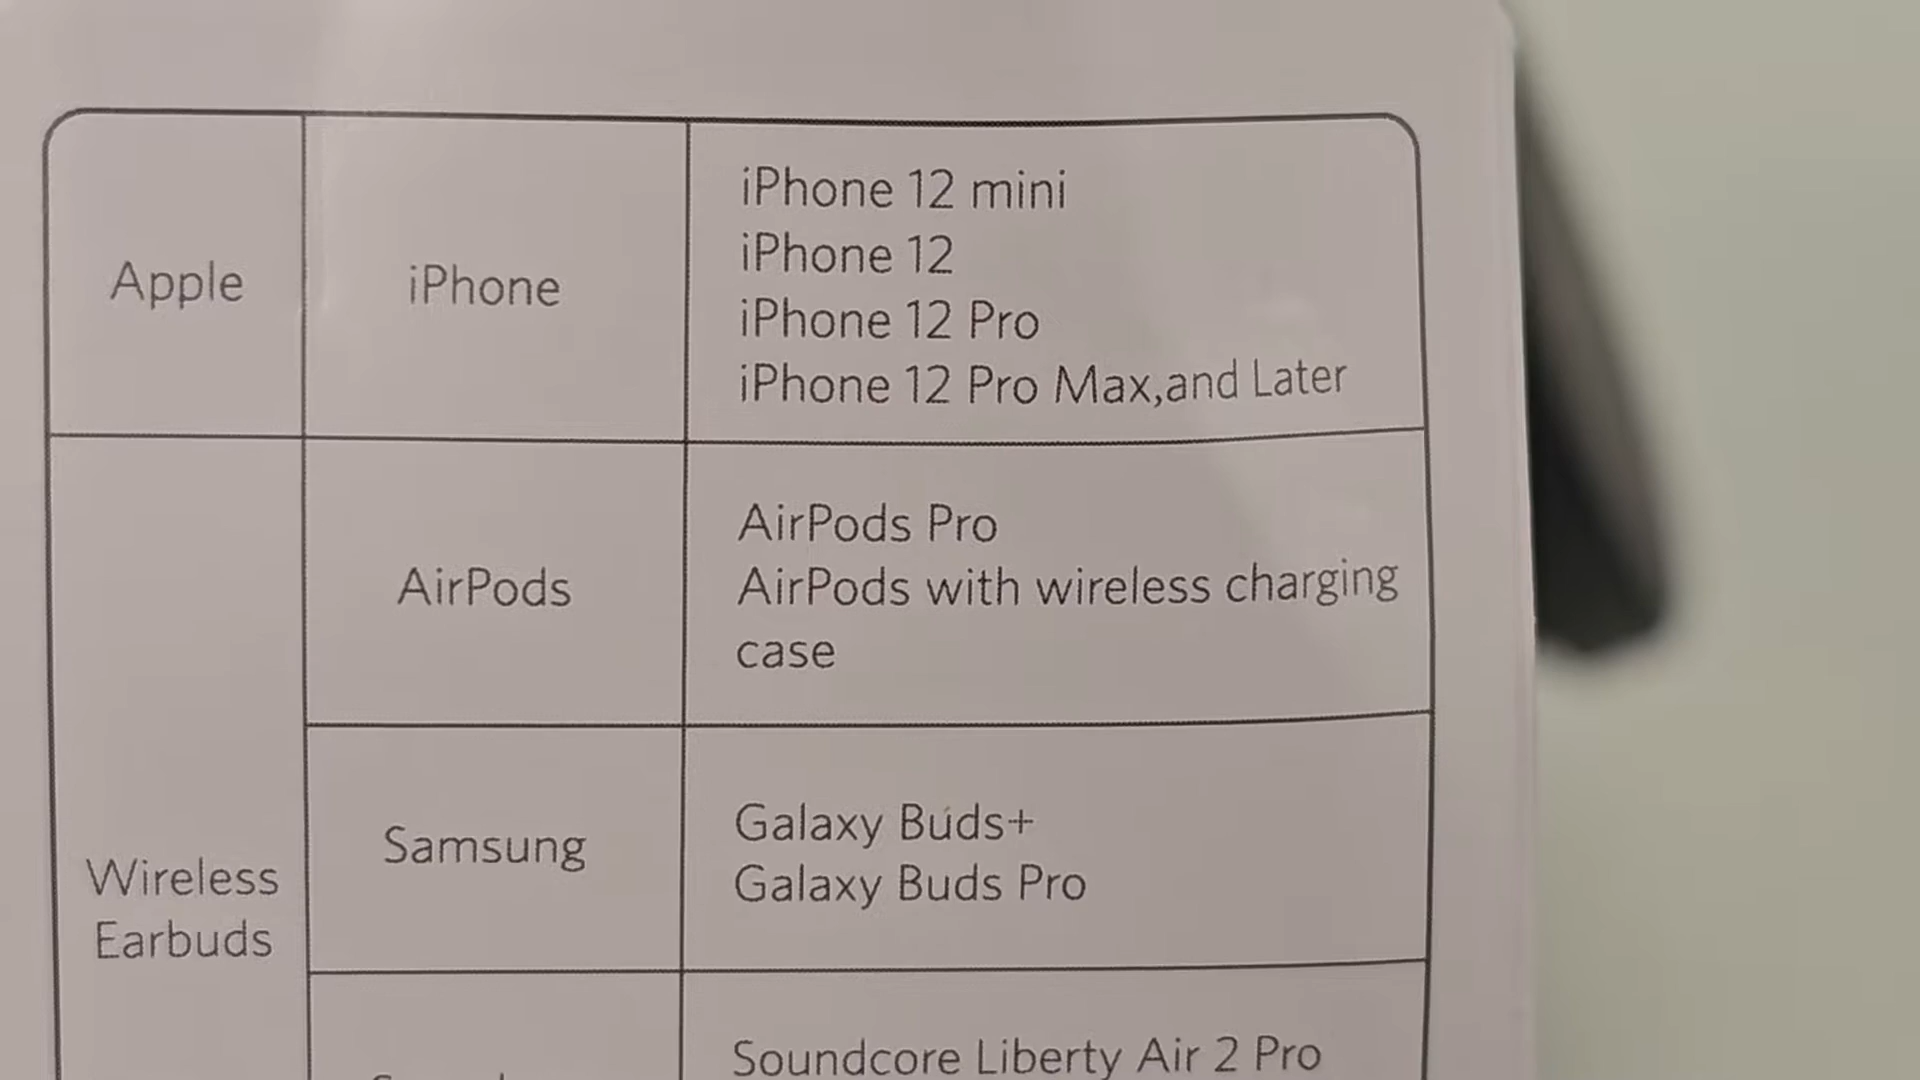 Apple
iPhone
iPhone 12 mini
iPhone 12
iPhone 12 Pro
iPhone 12 Pro Max,and Later
Wireless
Earbuds
AirPods
AirPods Pro
AirPods with wireless charging
case
Samsung
Galaxy Buds+
Galaxy Buds Pro
Soundcore Liberty Air 2 Pro